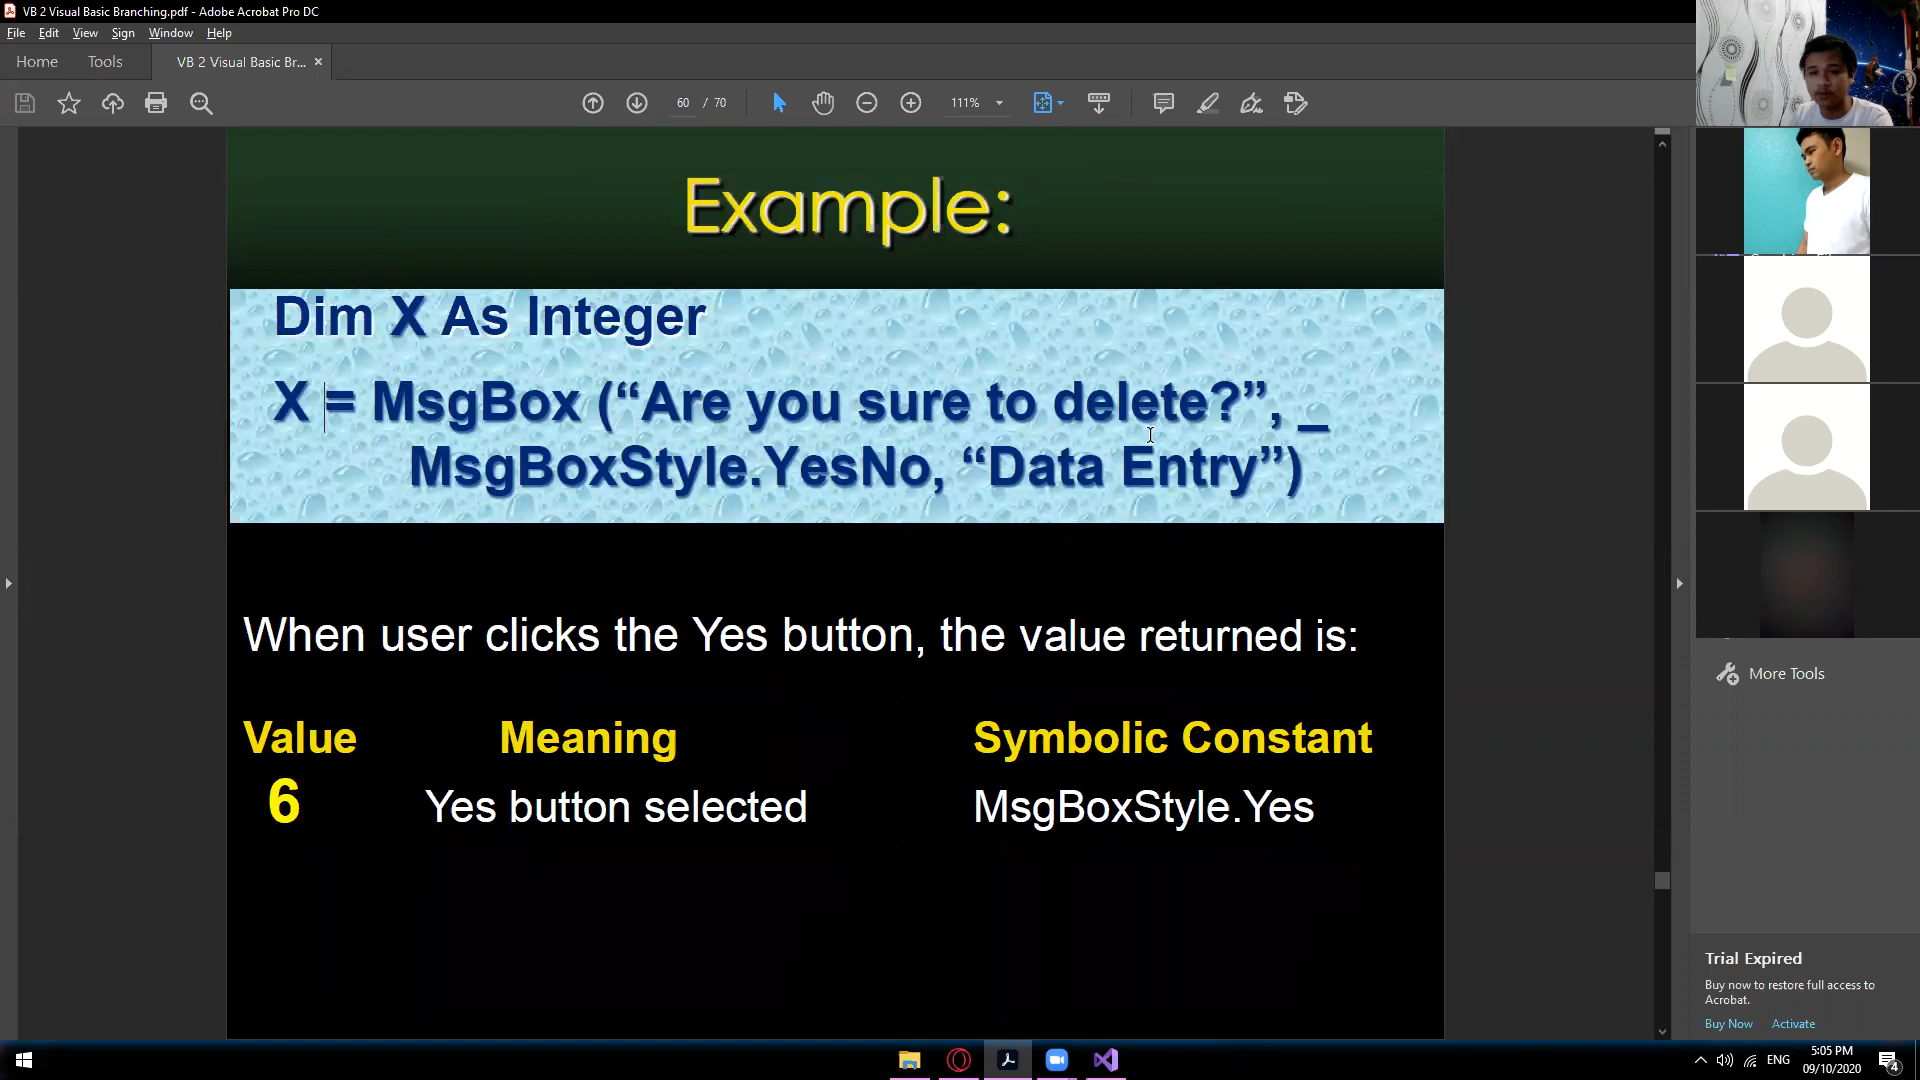 VB 2 Visual Basic Branching.pdf - Adobe Acrobat Pro DC
File Edit View Sign Window Help
Home Tools VB 2 Visual Basic Br... ×
60 / 70 111%
Example:
Dim X As Integer
X = MsgBox (“Are you sure to delete?”, _
MsgBoxStyle.YesNo, “Data Entry”)
When user clicks the Yes button, the value returned is:
Value Meaning Symbolic Constant
6 Yes button selected MsgBoxStyle.Yes
More Tools
Trial Expired
Buy now to restore full access to
Acrobat.
Buy Now Activate
ENG
5:05 PM
09/10/2020
4